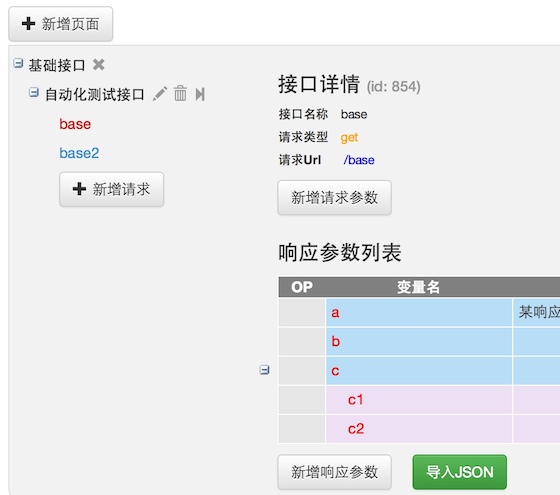 新增页面
基础接口
自动化测试接口
base
base2
新增请求
接口详情 (id: 854)
接口名称 base
请求类型 get
请求Url /base
新增请求参数
响应参数列表
OP 变量名
a 某响应
b
c
c1
c2
新增响应参数 导入JSON